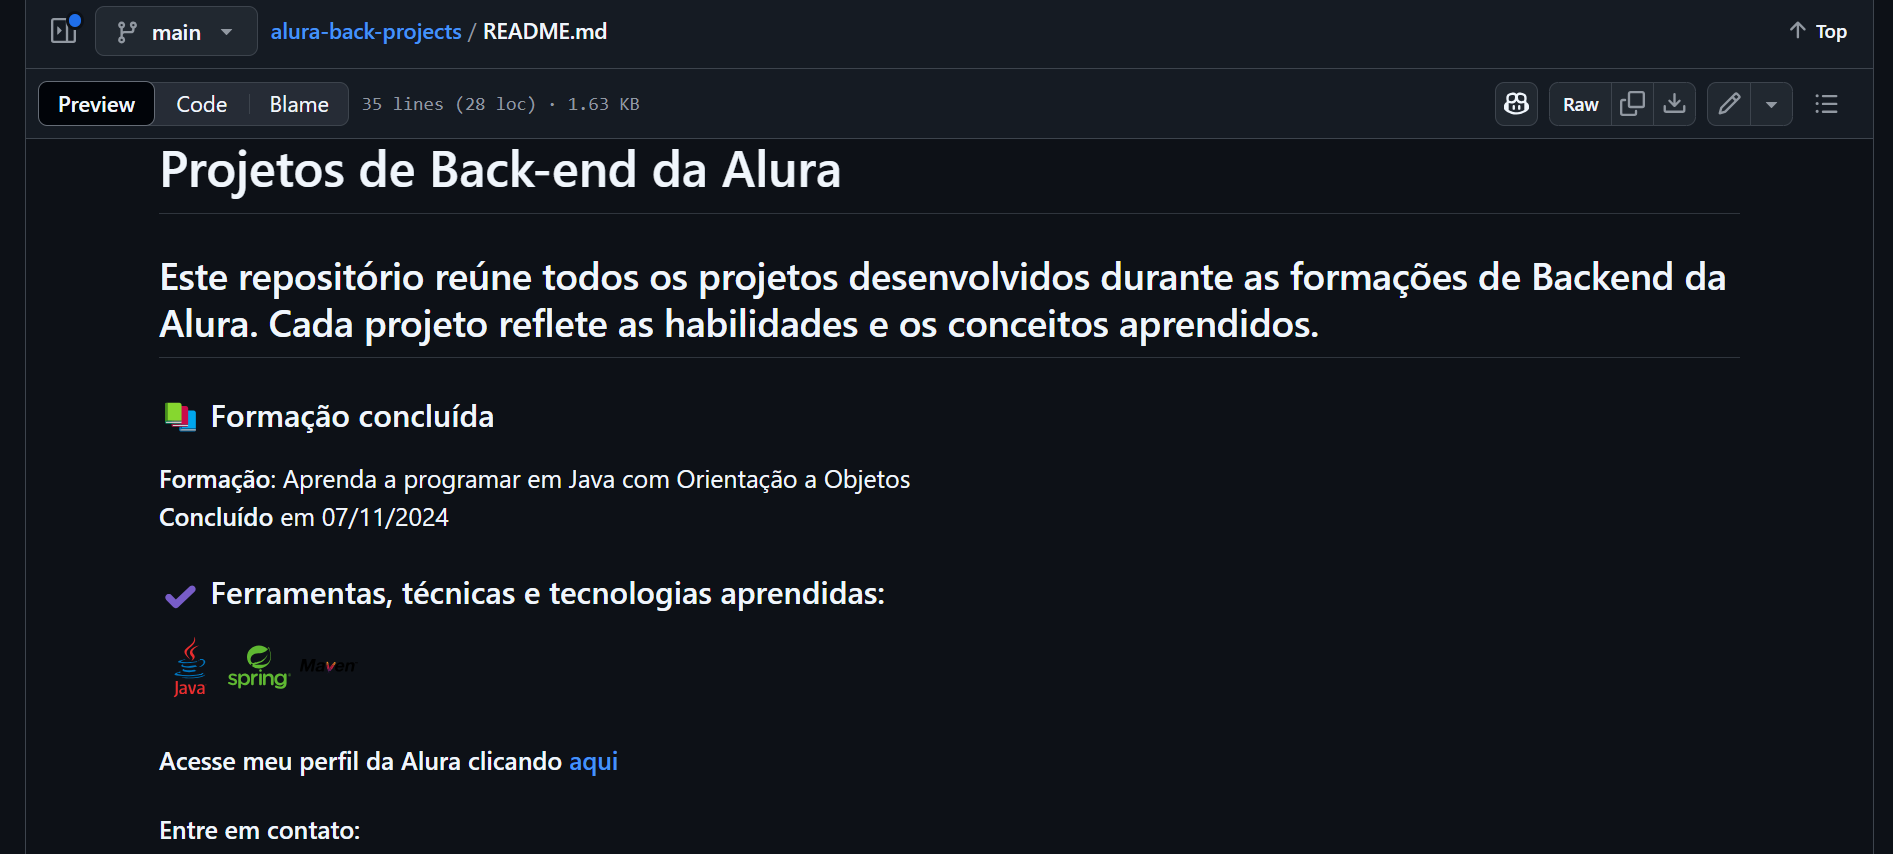 main
alura-back-projects / README.md
Top
Preview
Code
Blame
35 lines (28 loc) · 1.63 KB
Raw
Projetos de Back-end da Alura
Este repositório reúne todos os projetos desenvolvidos durante as formações de Backend da
Alura. Cada projeto reflete as habilidades e os conceitos aprendidos.
Formação concluída
Formação: Aprenda a programar em Java com Orientação a Objetos
Concluído em 07/11/2024
Ferramentas, técnicas e tecnologias aprendidas:
Java
spring
Maven
Acesse meu perfil da Alura clicando aqui
Entre em contato: